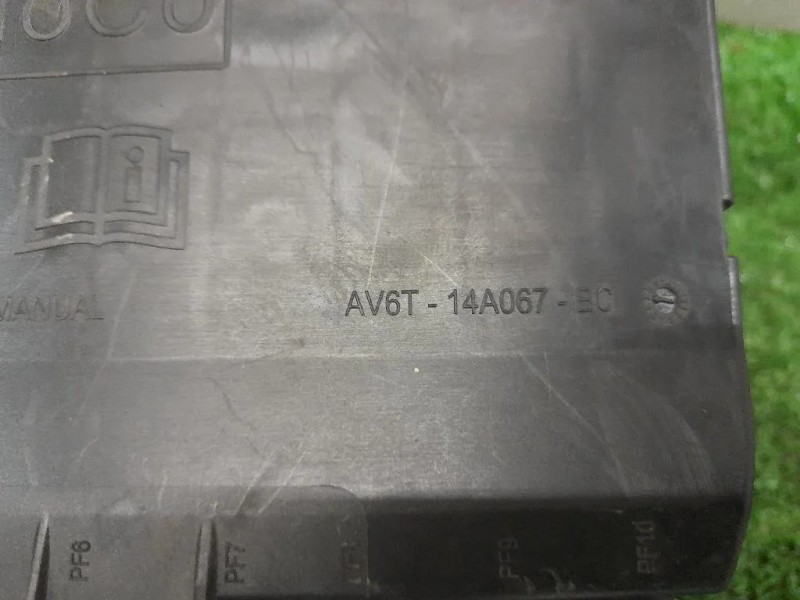 i
MANUAL
AV6T - 14A067 - BC
PF6
PF7
PF9
PF10